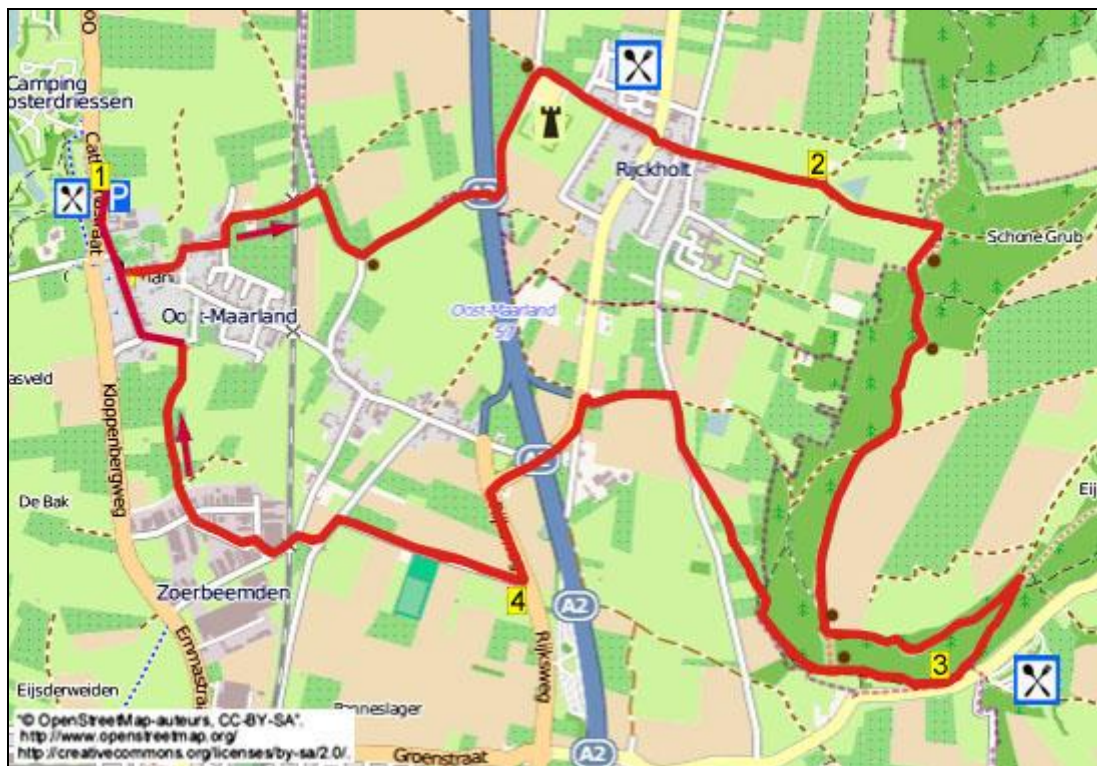 Camping
osterdriessen
1
P
2
Rijckholt
Schone Grub
Oost-Maarland
Oost-Maarland
57
asveld
Kloppenbergweg
De Bak
Zoerbeemden
4
A2
3
Rijksweg
Emmastra
Eijsderweiden
Groenstraat
A2
Eij
"© OpenStreetMap-auteurs, CC-BY-SA".
http://www.openstreetmap.org/
http://creativecommons.org/licenses/by-sa/2.0/.